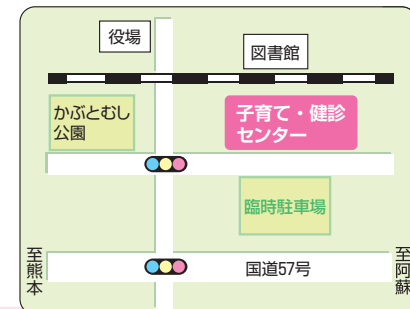 役場
図書館
かぶとむし
公園
子育て・健診
センター
臨時駐車場
至熊本
国道57号
至阿蘇